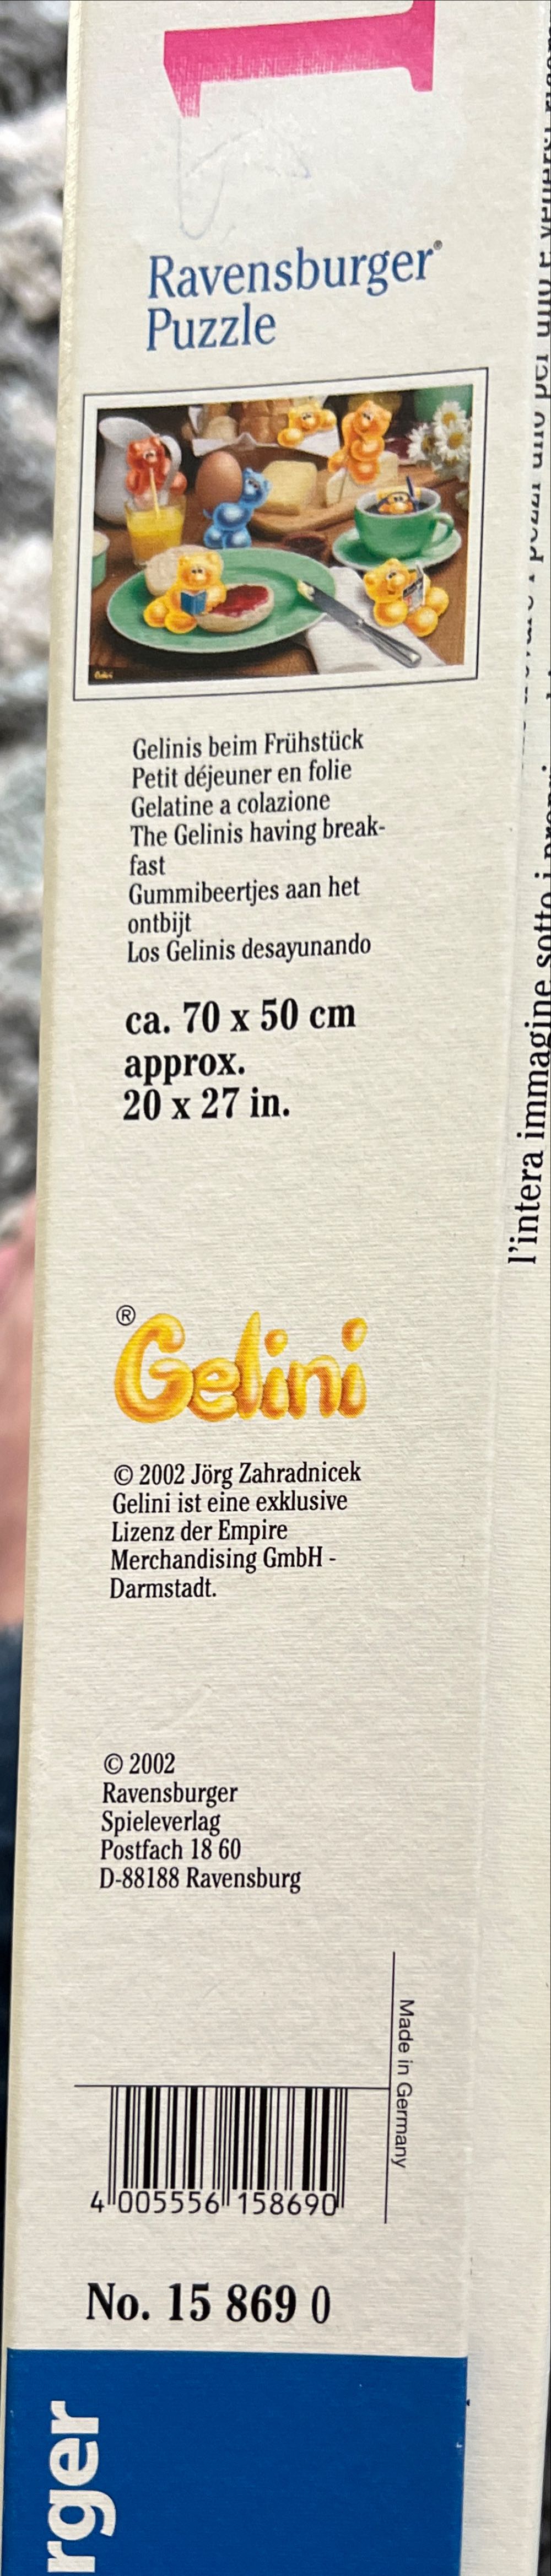 1
Ravensburger®
Puzzle
Gelini
Gelinis beim Frühstück
Petit déjeuner en folie
Gelatine a colazione
The Gelinis having break-
fast
Gummibeertjes aan het
ontbijt
Los Gelinis desayunando
ca. 70 x 50 cm
approx.
20 x 27 in.
® Gelini
© 2002 Jörg Zahradnicek
Gelini ist eine exklusive
Lizenz der Empire
Merchandising GmbH -
Darmstadt.
© 2002
Ravensburger
Spieleverlag
Postfach 18 60
D-88188 Ravensburg
Made in Germany
4 005556 158690
No. 15 869 0
rger
l'intera immagine sotto i